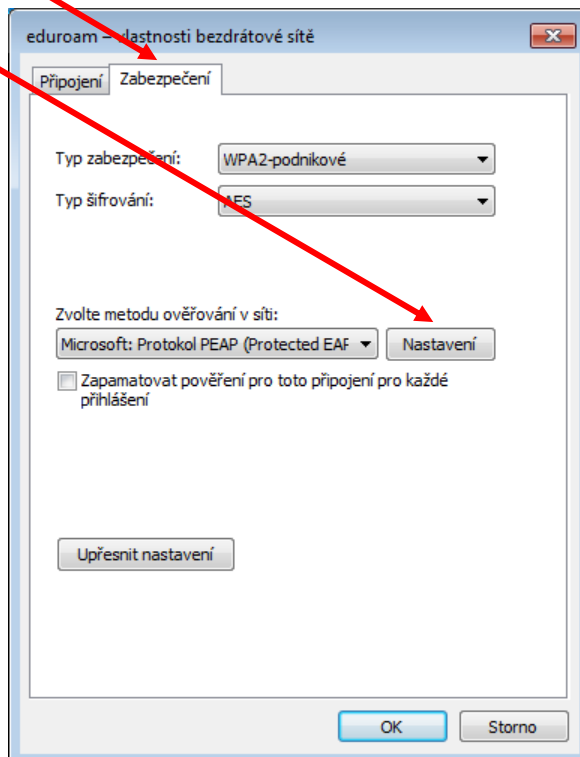 eduroam – vlastnosti bezdrátové sítě
Připojení Zabezpečení
Typ zabezpečení: WPA2-podnikové
Typ šifrování: AES
Zvolte metodu ověřování v síti:
Microsoft: Protokol PEAP (Protected EAP Nastavení
Zapamatovat pověření pro toto připojení pro každé
přihlášení
Upřesnit nastavení
OK Storno